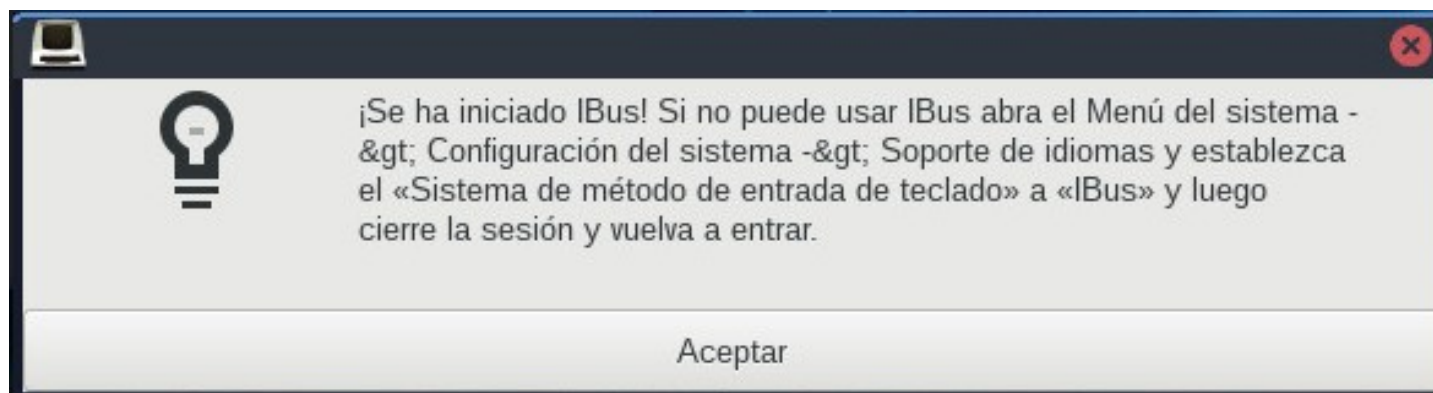 ¡Se ha iniciado IBus! Si no puede usar IBus abra el Menú del sistema -
&gt; Configuración del sistema -&gt; Soporte de idiomas y establezca
el «Sistema de método de entrada de teclado» a «IBus» y luego
cierre la sesión y vuelva a entrar.
Aceptar